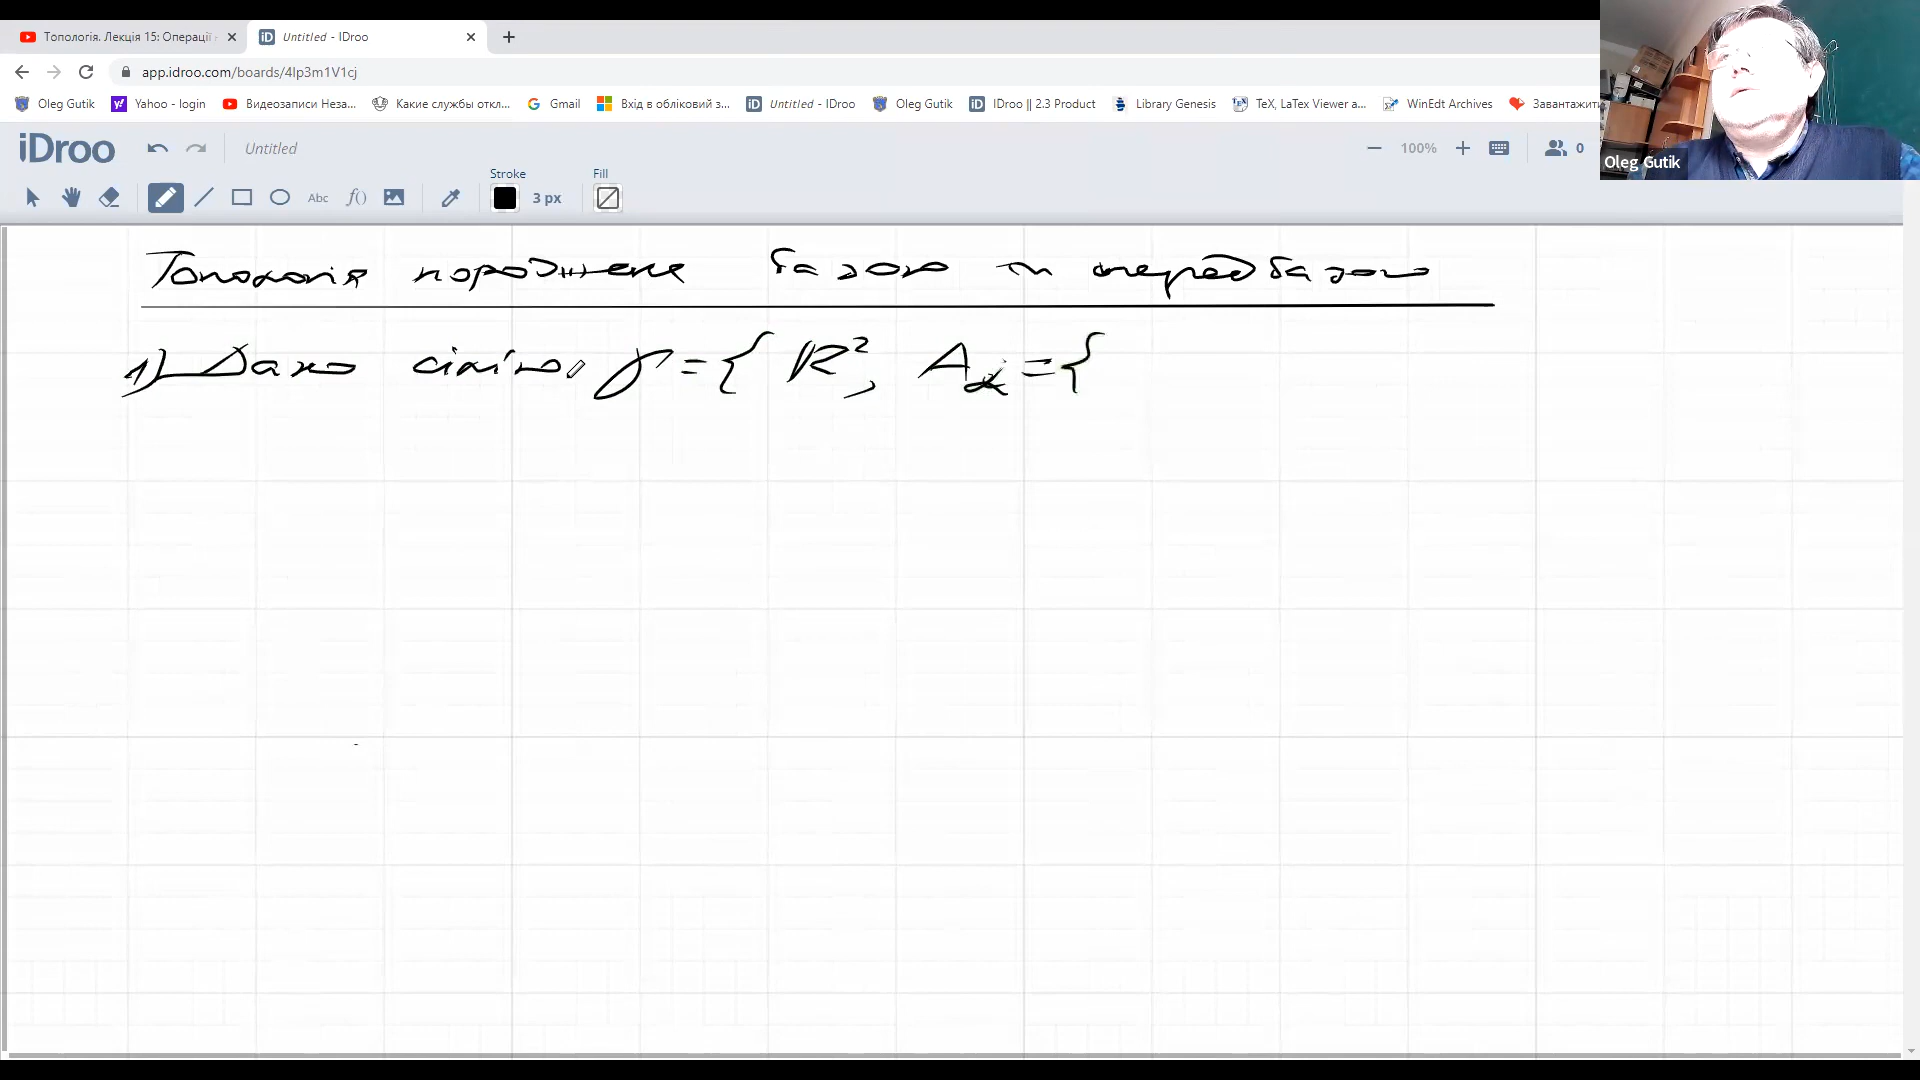 Топологія. Лекція 15: Операції
Untitled - IDroo
app.idroo.com/boards/4lp3m1V1cj
Oleg Gutik
Yahoo - login
Видеозаписи Неза...
Какие службы откл...
Gmail
Вхід в обліковий з...
Untitled - IDroo
Oleg Gutik
IDroo || 2.3 Product
Library Genesis
TeX, LaTex Viewer a...
WinEdt Archives
Завантажити
Oleg Gutik
iDroo
Untitled
100%
0
Stroke
Fill
Abc
f()
3 px
Топологія породжена базою та передбазою
1) Дано сім'ю γ = { ℝ², A_α = {